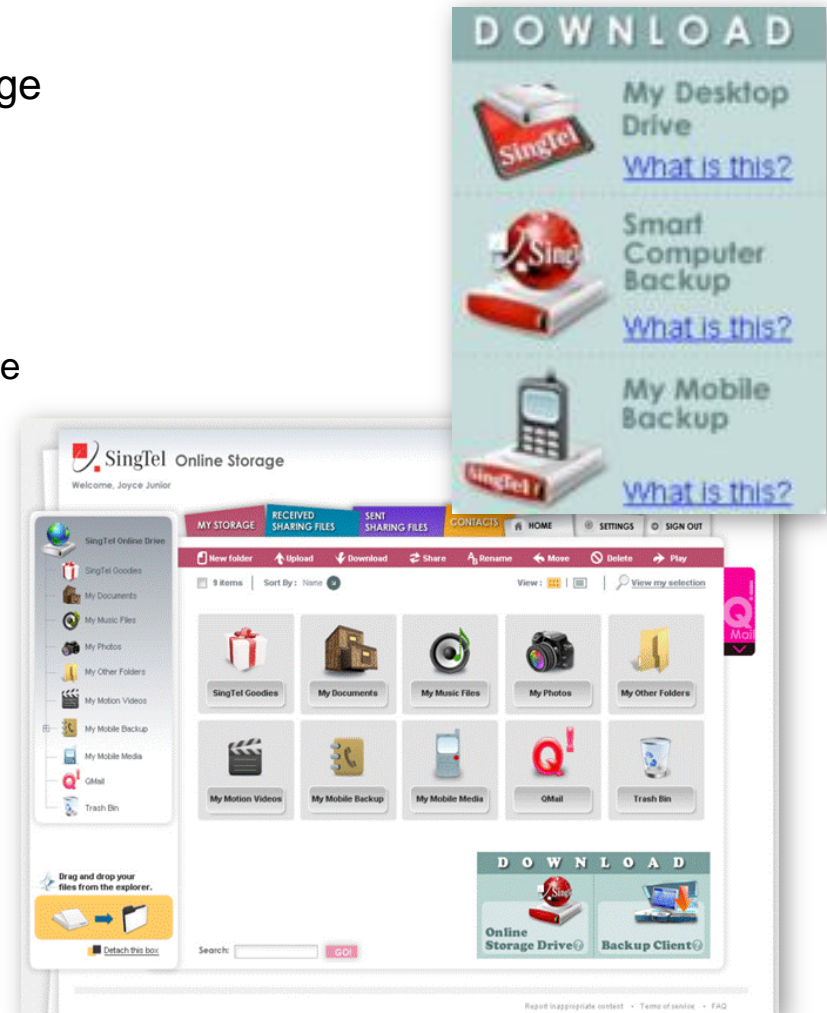 ge
e
DOWNLOAD
My Desktop
Drive
What is this?
SingTel
Smart
Computer
Backup
What is this?
Sing
My Mobile
Backup
What is this?
SingTel
SingTel Online Storage
Welcome, Joyce Junior
MY STORAGE
RECEIVED
SHARING FILES
SENT
SHARING FILES
CONTACTS
HOME
SETTINGS
SIGN OUT
SingTel Online Drive
SingTel Goodies
My Documents
My Music Files
My Photos
My Other Folders
My Motion Videos
My Mobile Backup
My Mobile Media
QMail
Trash Bin
New folder Upload Download Share Rename Move Delete Play
9 items Sort By: Name View: | View my selection
SingTel Goodies My Documents My Music Files My Photos My Other Folders
My Motion Videos My Mobile Backup My Mobile Media QMail Trash Bin
Q
Mail
Drag and drop your
files from the explorer.
Detach this box
Search: GO!
DOWNLOAD
Sing
Online
Storage Drive
Backup Client
Report inappropriate content • Terms of service • FAQ